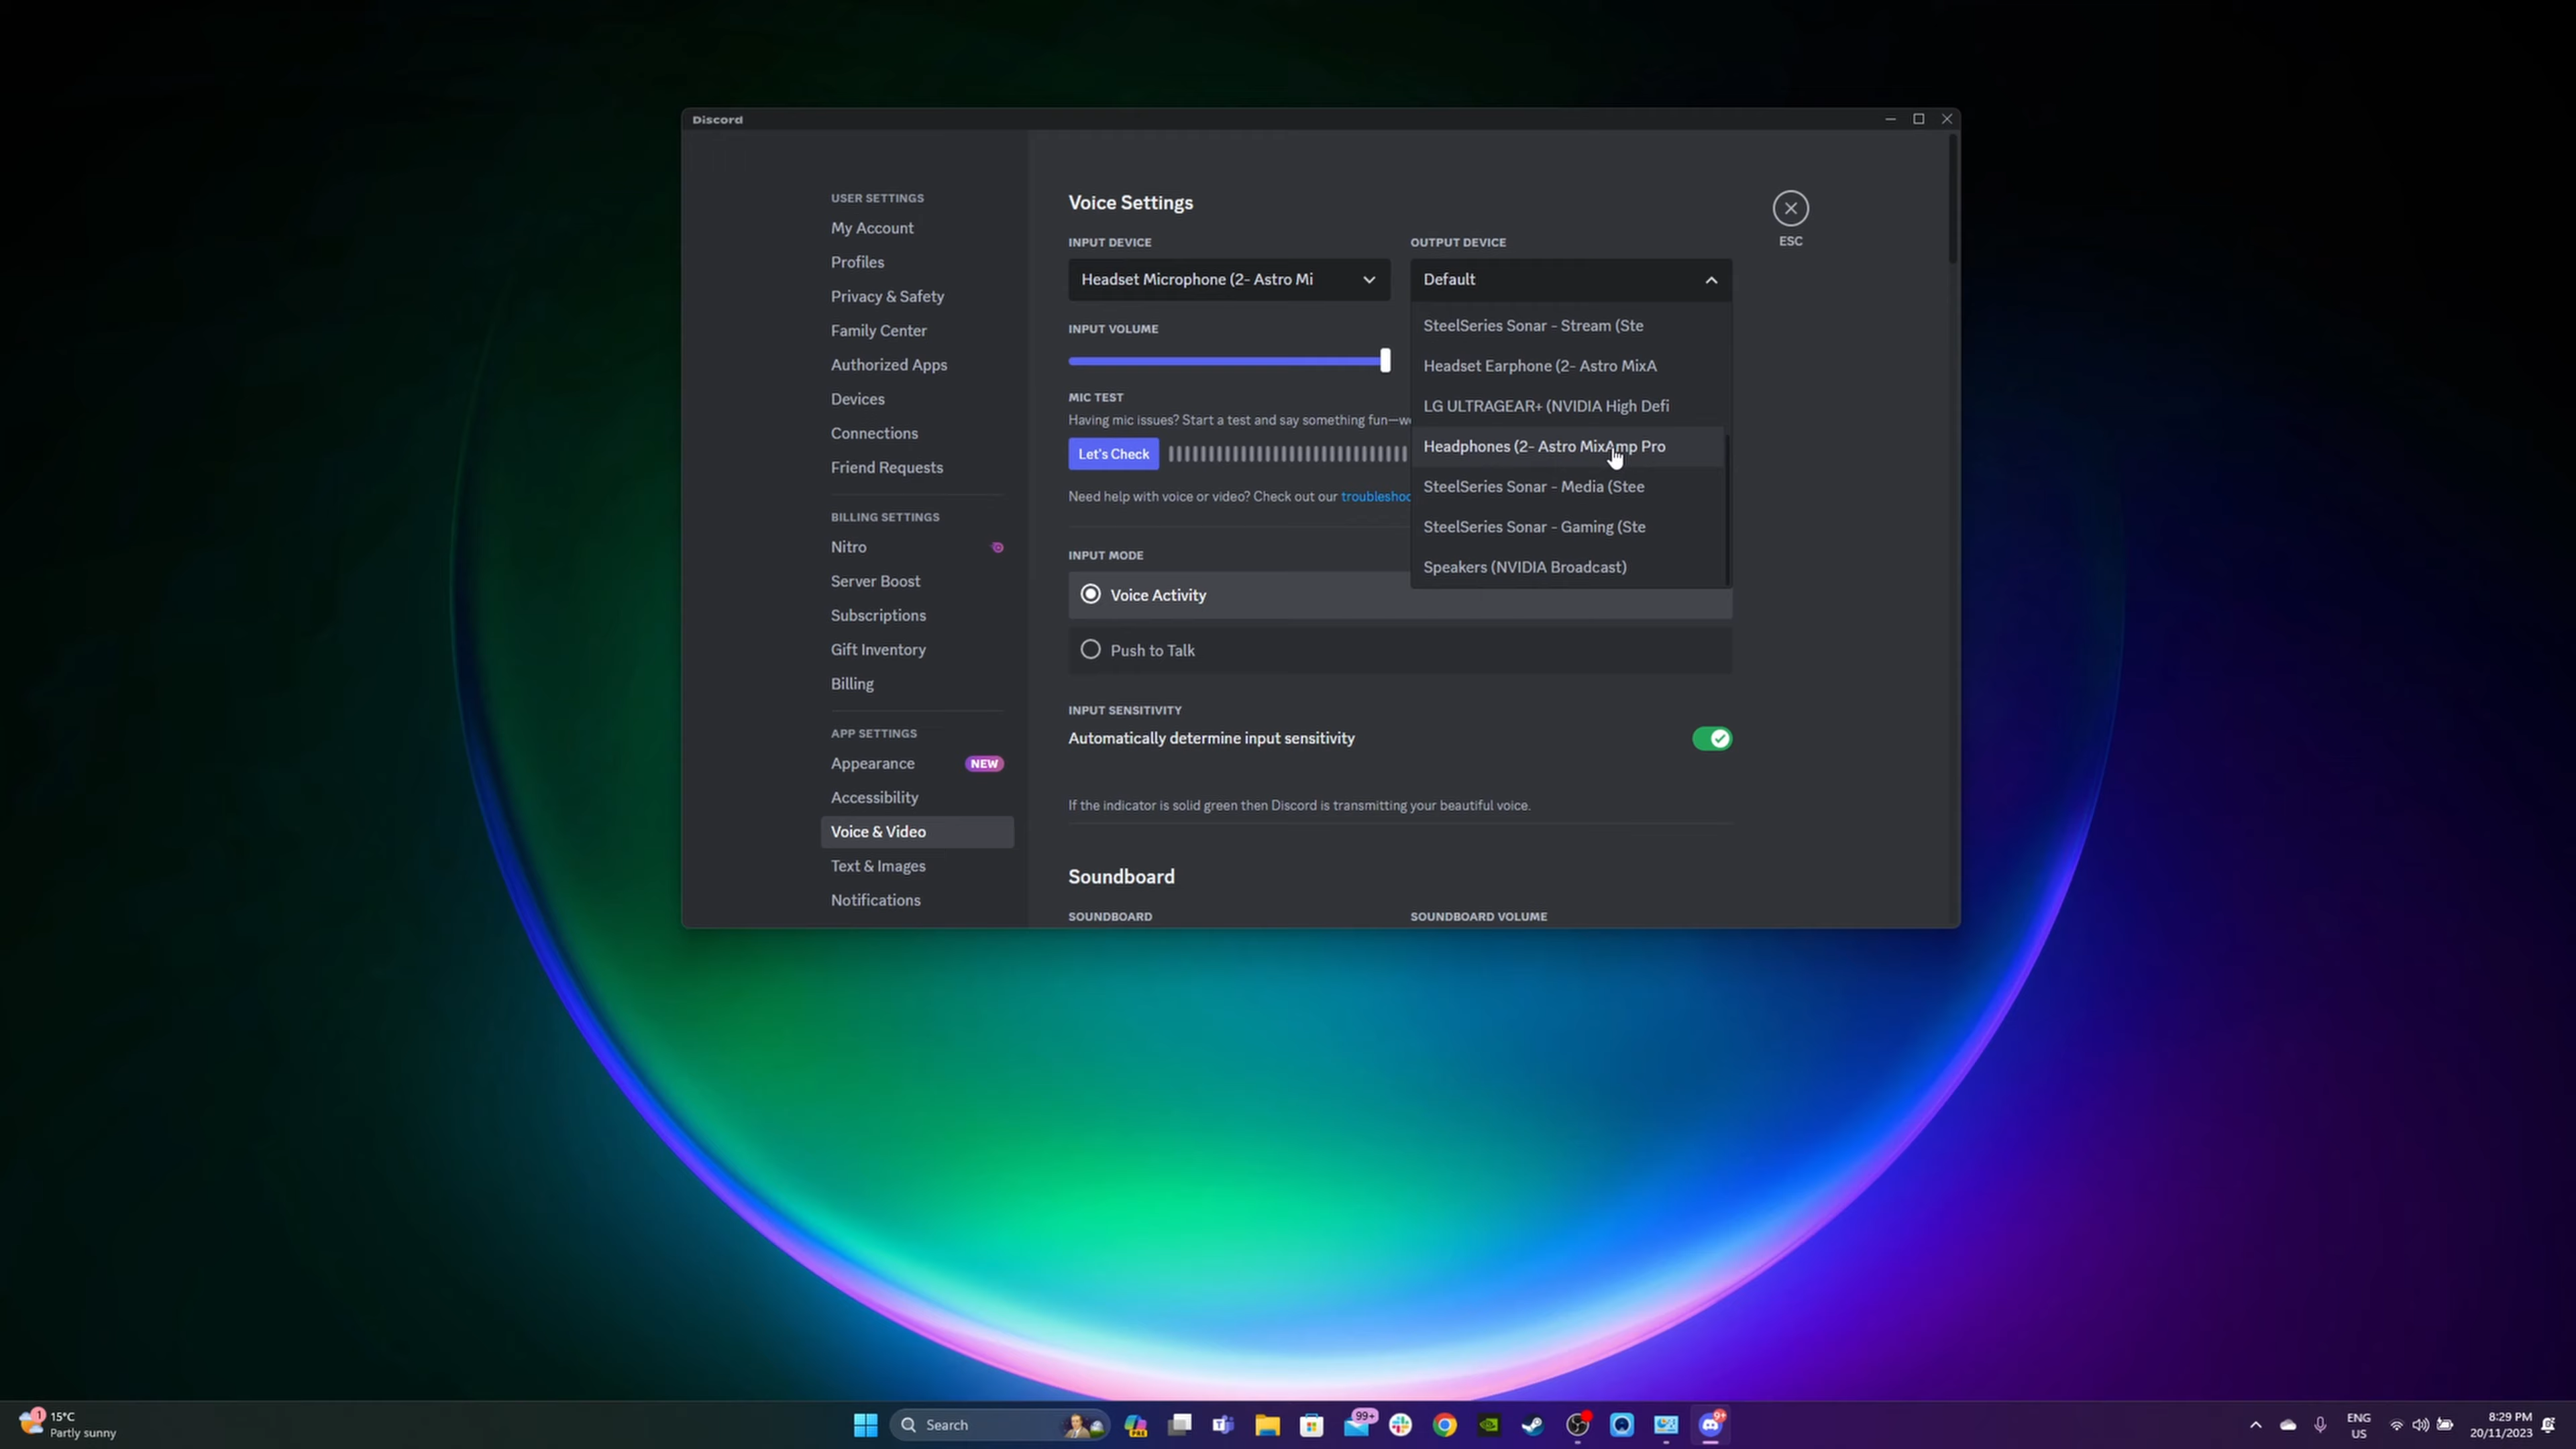 Discord
USER SETTINGS
My Account
Profiles
Privacy & Safety
Family Center
Authorized Apps
Devices
Connections
Friend Requests
BILLING SETTINGS
Nitro
Server Boost
Subscriptions
Gift Inventory
Billing
APP SETTINGS
Appearance NEW
Accessibility
Voice & Video
Text & Images
Notifications
Voice Settings
INPUT DEVICE
Headset Microphone (2- Astro Mi
OUTPUT DEVICE
Default
SteelSeries Sonar - Stream (Ste
Headset Earphone (2- Astro MixA
LG ULTRAGEAR+ (NVIDIA High Defi
Headphones (2- Astro MixAmp Pro
SteelSeries Sonar - Media (Stee
SteelSeries Sonar - Gaming (Ste
Speakers (NVIDIA Broadcast)
ESC
INPUT VOLUME
MIC TEST
Having mic issues? Start a test and say something fun—we
Let's Check
Need help with voice or video? Check out our troubleshoo
INPUT MODE
Voice Activity
Push to Talk
INPUT SENSITIVITY
Automatically determine input sensitivity
If the indicator is solid green then Discord is transmitting your beautiful voice.
Soundboard
SOUNDBOARD
SOUNDBOARD VOLUME
1
15°C
Partly sunny
Search
PRE
99+
9+
ENG
US
8:29 PM
20/11/2023